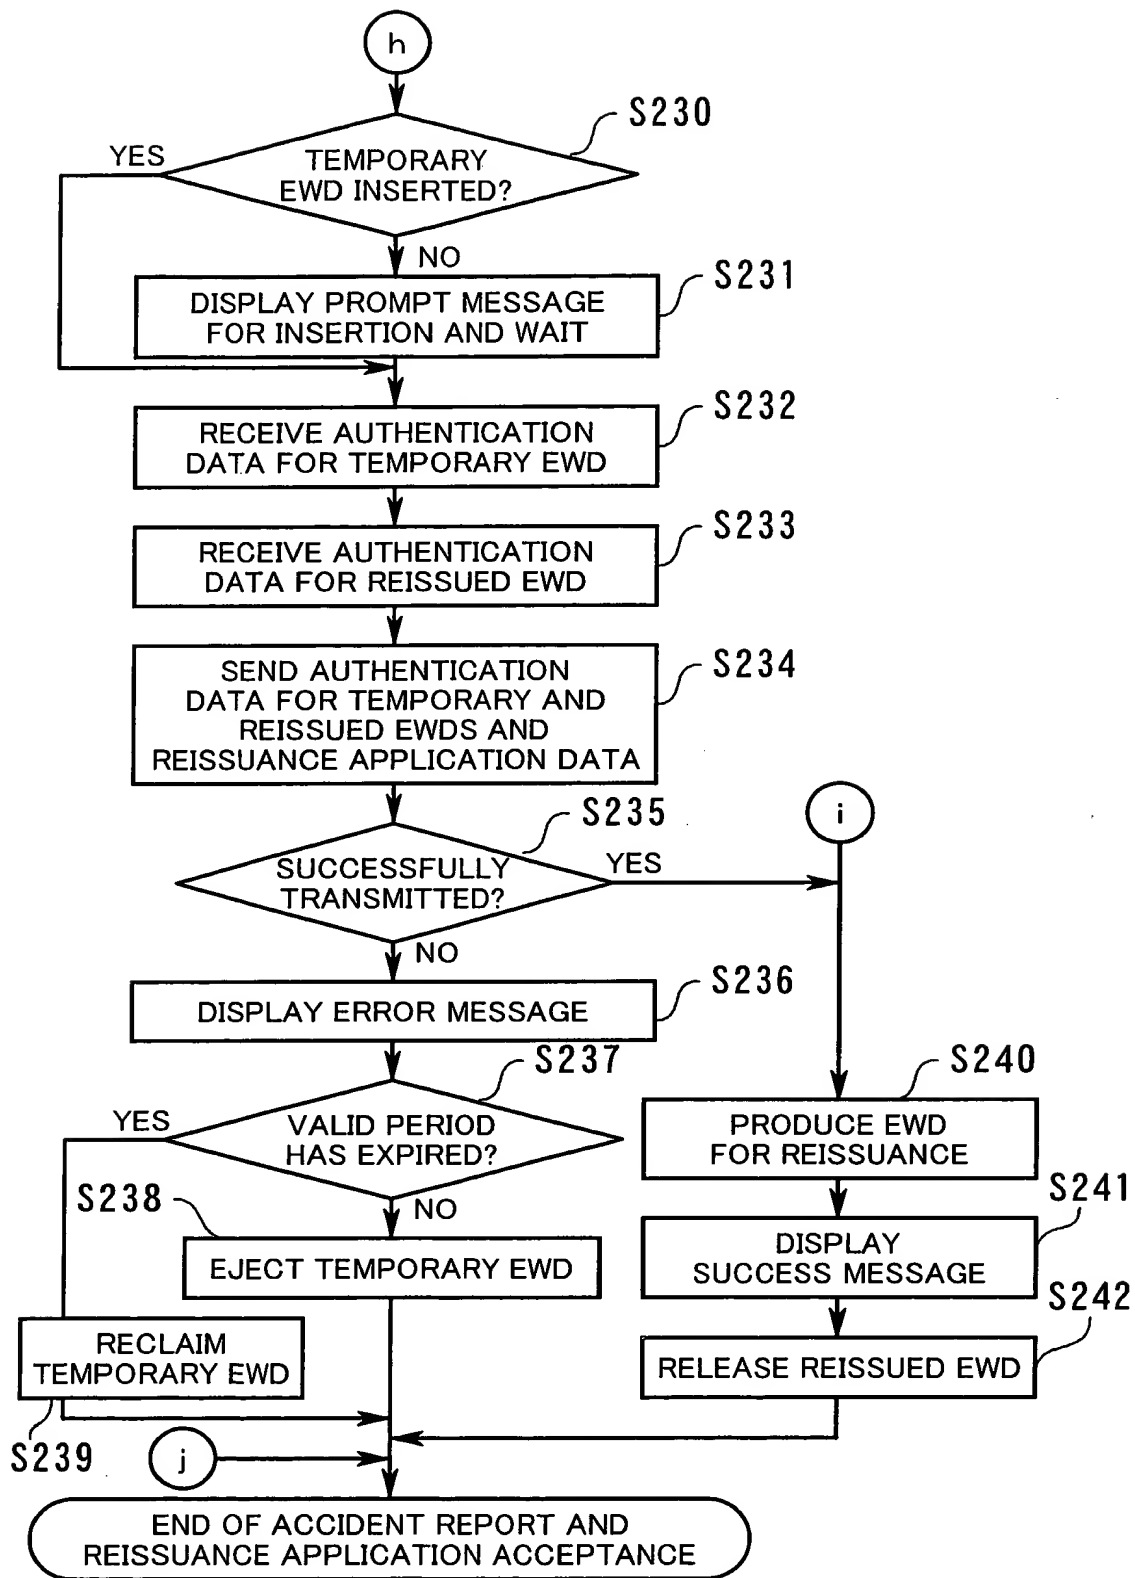 h
S230
YES
TEMPORARY
EWD INSERTED?
NO
S231
DISPLAY PROMPT MESSAGE
FOR INSERTION AND WAIT
S232
RECEIVE AUTHENTICATION
DATA FOR TEMPORARY EWD
S233
RECEIVE AUTHENTICATION
DATA FOR REISSUED EWD
S234
SEND AUTHENTICATION
DATA FOR TEMPORARY AND
REISSUED EWDS AND
REISSUANCE APPLICATION DATA
i
S235
SUCCESSFULLY
TRANSMITTED?
YES
NO
S236
DISPLAY ERROR MESSAGE
S237
YES
VALID PERIOD
HAS EXPIRED?
NO
S238
EJECT TEMPORARY EWD
RECLAIM
TEMPORARY EWD
S239
S240
PRODUCE EWD
FOR REISSUANCE
S241
DISPLAY
SUCCESS MESSAGE
S242
RELEASE REISSUED EWD
j
END OF ACCIDENT REPORT AND
REISSUANCE APPLICATION ACCEPTANCE